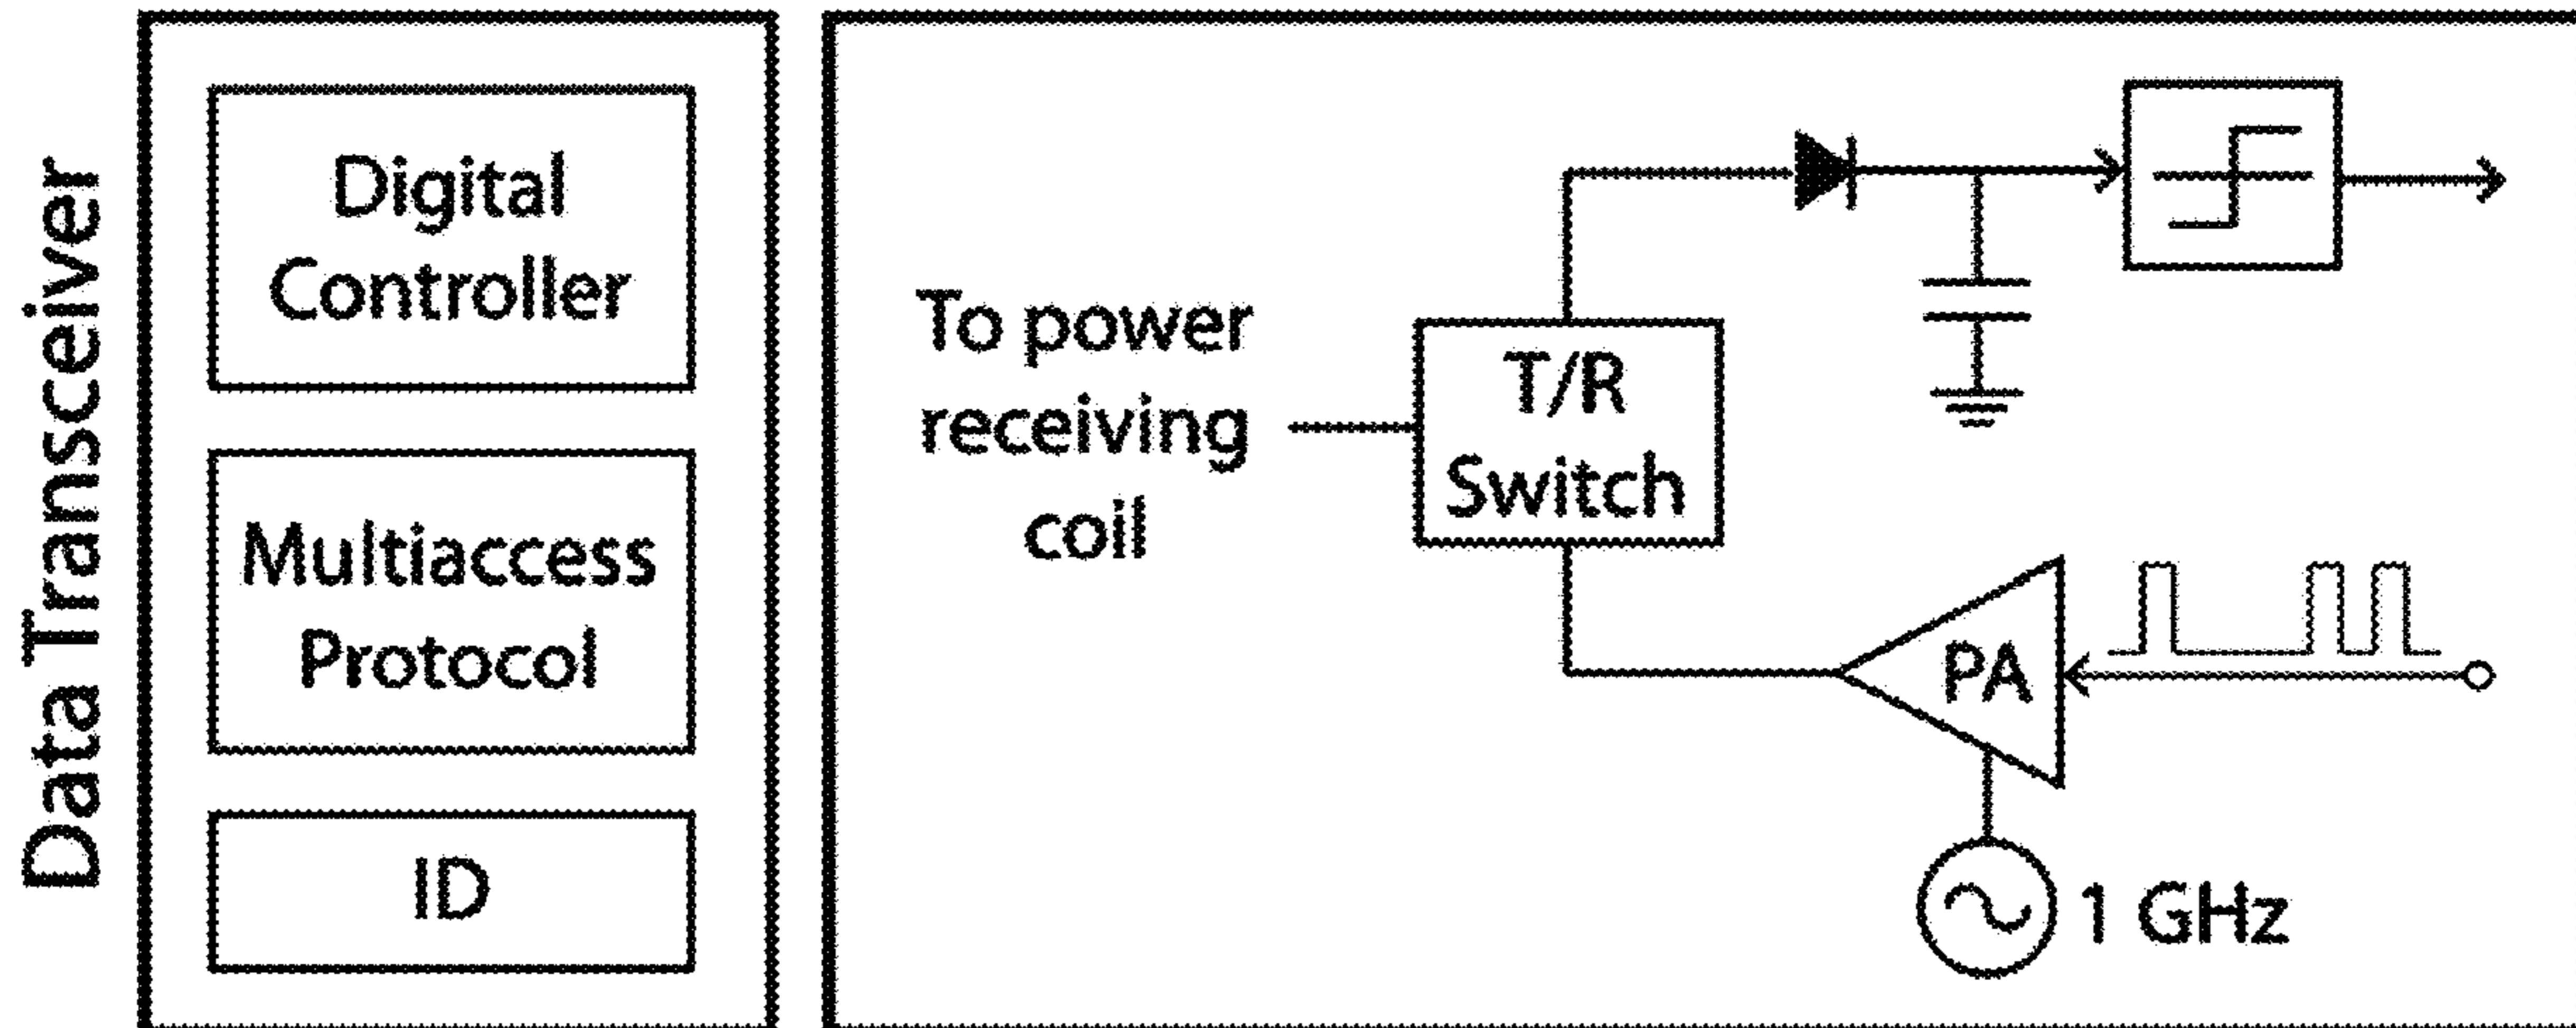 Data Transceiver
Digital
Controller
Multiaccess
Protocol
ID
To power
receiving
coil
T/R
Switch
PA
1 GHz